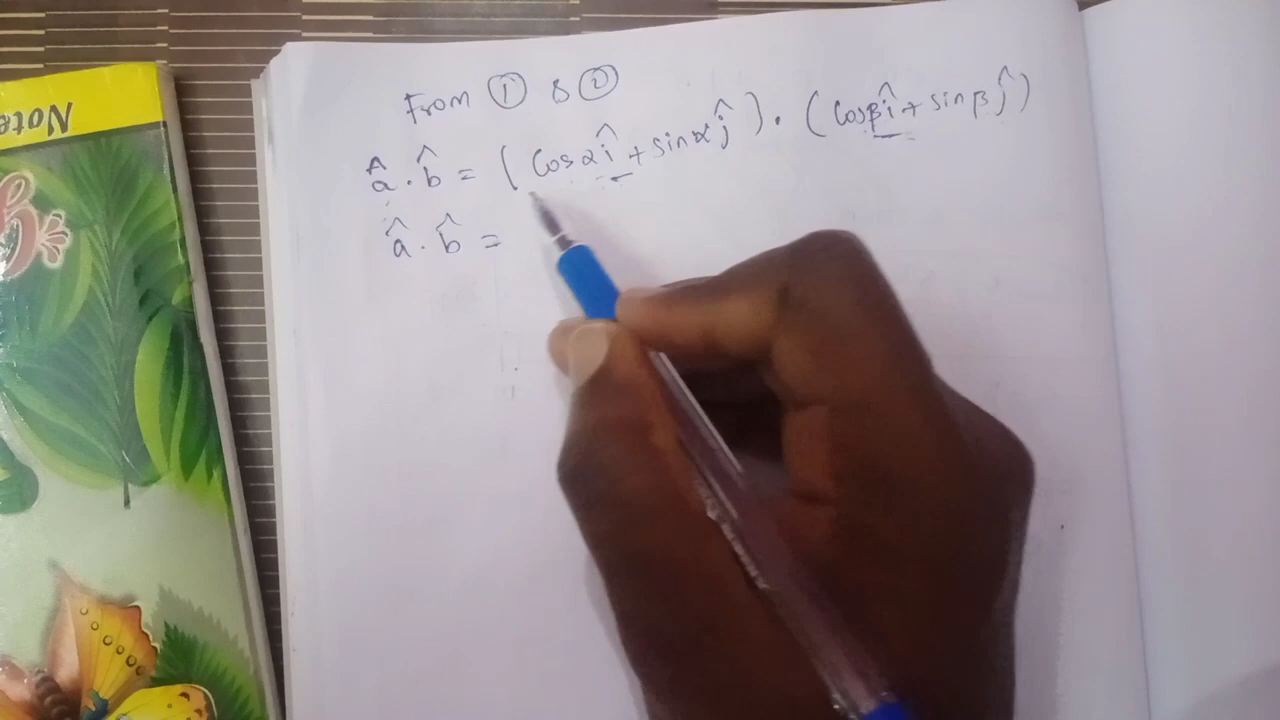 From ① & ②
â . b̂ = ( Cosα î + sinα ĵ ) . ( Cosβ î + sinβ ĵ )
â . b̂ =
Note